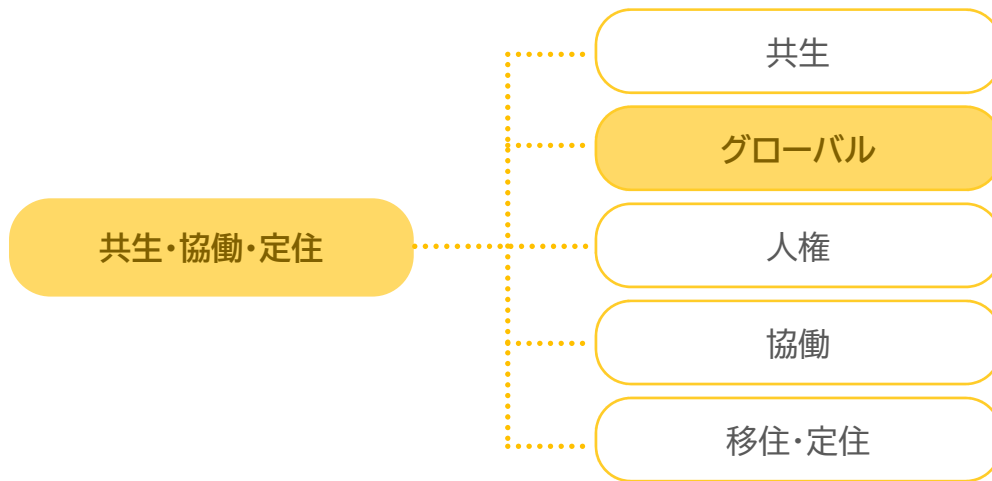 共生・協働・定住
共生
グローバル
人権
協働
移住・定住